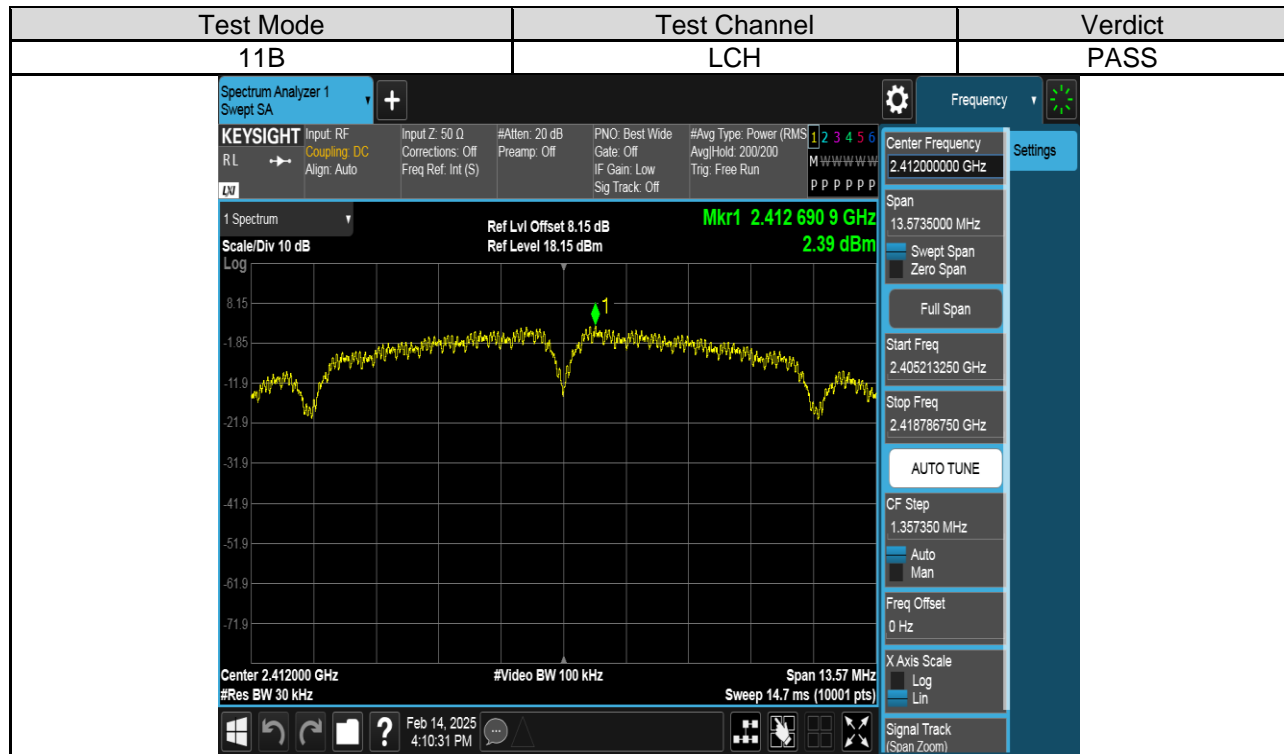 Test Mode Test Channel Verdict
11B LCH PASS
Spectrum Analyzer 1
Swept SA
+
Frequency
KEYSIGHT
RL
LXI
Input: RF
Coupling: DC
Align: Auto
Input Z: 50 Ω
Corrections: Off
Freq Ref: Int (S)
#Atten: 20 dB
Preamp: Off
PNO: Best Wide
Gate: Off
IF Gain: Low
Sig Track: Off
#Avg Type: Power (RMS
Avg|Hold: 200/200
Trig: Free Run
1 2 3 4 5 6
M W W W W W
P P P P P P
1 Spectrum
Scale/Div 10 dB
Log
Ref Lvl Offset 8.15 dB
Ref Level 18.15 dBm
Mkr1 2.412 690 9 GHz
2.39 dBm
1
8.15
-1.85
-11.9
-21.9
-31.9
-41.9
-51.9
-61.9
-71.9
Center 2.412000 GHz
#Res BW 30 kHz
#Video BW 100 kHz
Span 13.57 MHz
Sweep 14.7 ms (10001 pts)
?
Feb 14, 2025
4:10:31 PM
Center Frequency
2.412000000 GHz
Settings
Span
13.5735000 MHz
Swept Span
Zero Span
Full Span
Start Freq
2.405213250 GHz
Stop Freq
2.418786750 GHz
AUTO TUNE
CF Step
1.357350 MHz
Auto
Man
Freq Offset
0 Hz
X Axis Scale
Log
Lin
Signal Track
(Span Zoom)